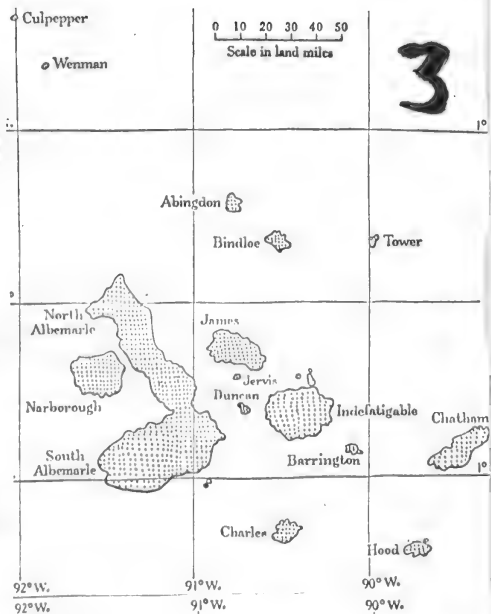 Culpepper
Wenman
0 10 20 30 40 50
Scale in land miles
3
1°
Abingdon
Bindloe
Tower
North
Albemarle
James
Narborough
Jervis
Duncan
Indefatigable
Chatham
South
Albemarle
Barrington
1°
Charles
Hood
92° W. 91° W. 90° W.
92° W. 91° W. 90° W.